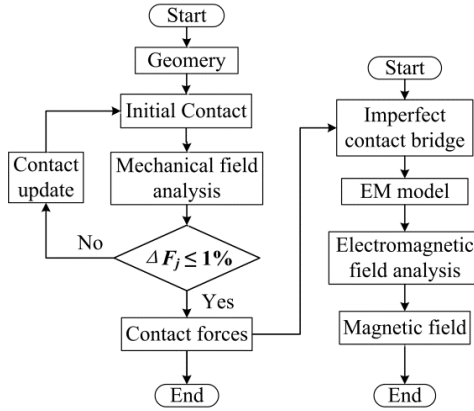 Start
Geomery
Initial Contact
Mechanical field
analysis
Contact
update
No
Δ Fj ≤ 1%
Yes
Contact forces
End
Start
Imperfect
contact bridge
EM model
Electromagnetic
field analysis
Magnetic field
End